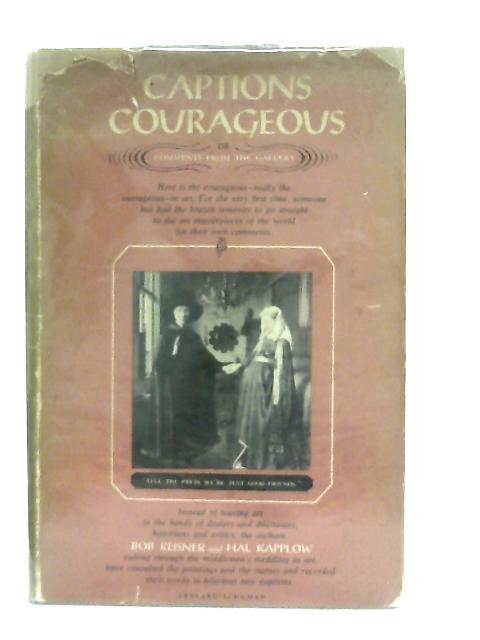 CAPTIONS
COURAGEOUS
OR
COMMENTS FROM THE GALLERY
Here is the courageous—really the
outrageous—in art. For the very first time, someone
has had the brazen temerity to go straight
to the art masterpieces of the world
for their own comments.
"TELL THE PRESS WE'RE JUST GOOD FRIENDS."
Instead of leaving art
in the hands of dealers and dilettantes,
historians and critics, the authors,
BOB REISNER and HAL KAPPLOW
cutting through the middlemen's meddling in art,
have consulted the paintings and the statues and recorded
their words in hilarious new captions.
ABELARD-SCHUMAN